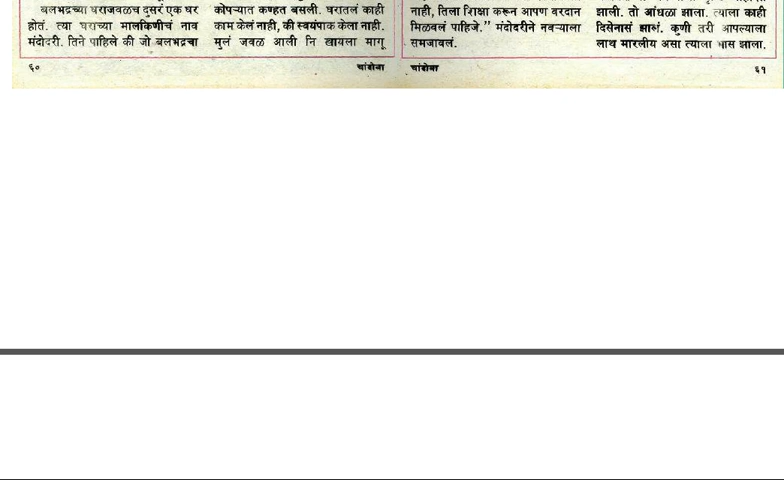 बलभद्रच्या घराजवळच दुसरं एक घर
होतं. त्या घराच्या मालकिणीचं नाव
मंदोदरी. तिने पाहिले की जो बलभद्रचा
कोपऱ्यात कण्हत बसली. घरातलं काही
काम केलं नाही, की स्वयंपाक केला नाही.
मुलं जवळ आली नि खायला मागू
नाही, तिला शिक्षा करून आपण वरदान
मिळवलं पाहिजे.” मंदोदरीने नवऱ्याला
समजावलं.
झाली. तो आंधळा झाला. त्याला काही
दिसेनासं झालं. कुणी तरी आपल्याला
लाथ मारलीय असा त्याला भास झाला.
६० चांदोबा
चांदोबा ६१